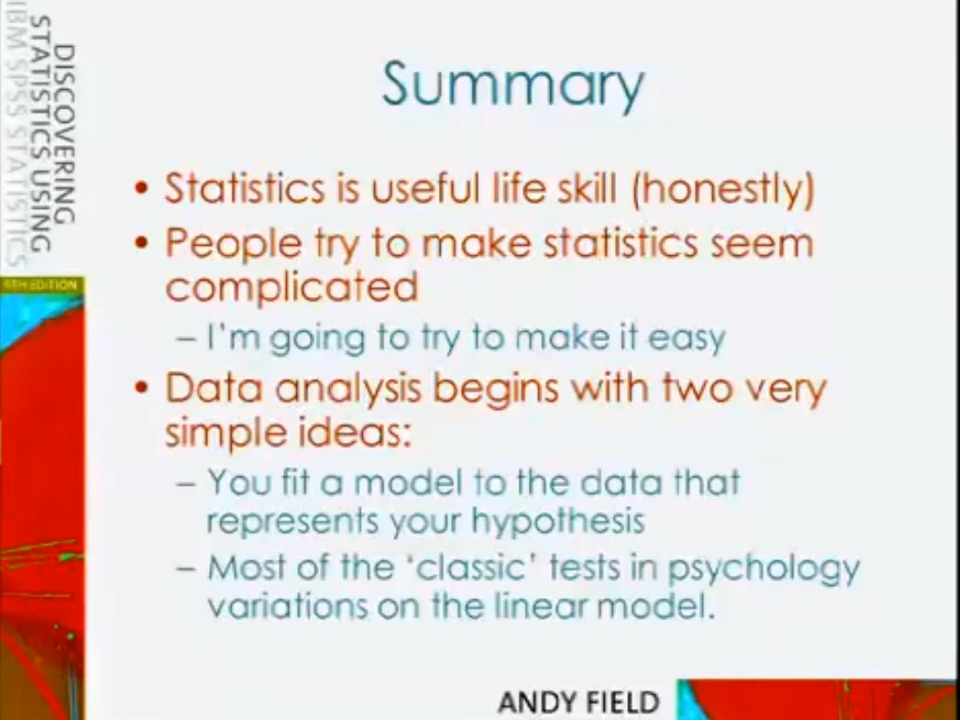 DISCOVERING
STATISTICS USING
IBM SPSS STATISTICS
4TH EDITION
Summary
• Statistics is useful life skill (honestly)
• People try to make statistics seem
complicated
– I'm going to try to make it easy
• Data analysis begins with two very
simple ideas:
– You fit a model to the data that
represents your hypothesis
– Most of the 'classic' tests in psychology
variations on the linear model.
ANDY FIELD